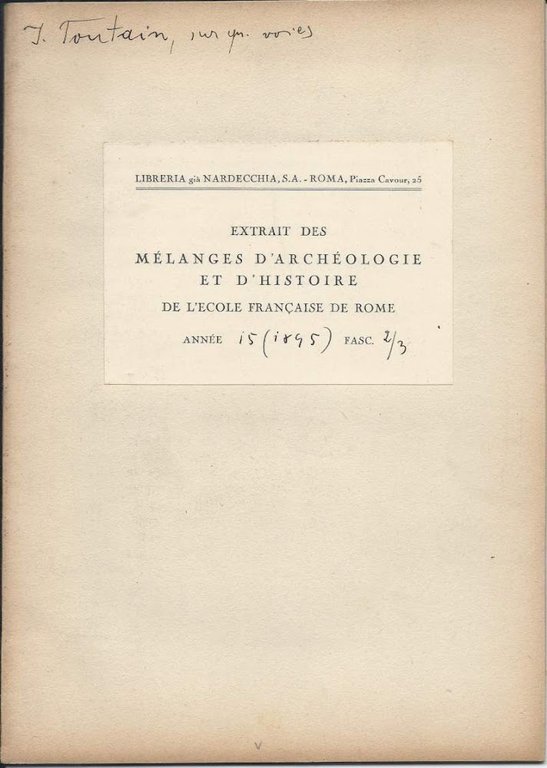 J. Toutain, sur qu. voies
LIBRERIA già NARDECCHIA, S.A. - ROMA, Piazza Cavour, 25
EXTRAIT DES
MÉLANGES D'ARCHÉOLOGIE
ET D'HISTOIRE
DE L'ECOLE FRANÇAISE DE ROME
ANNÉE 15 (1895) FASC. 2/3